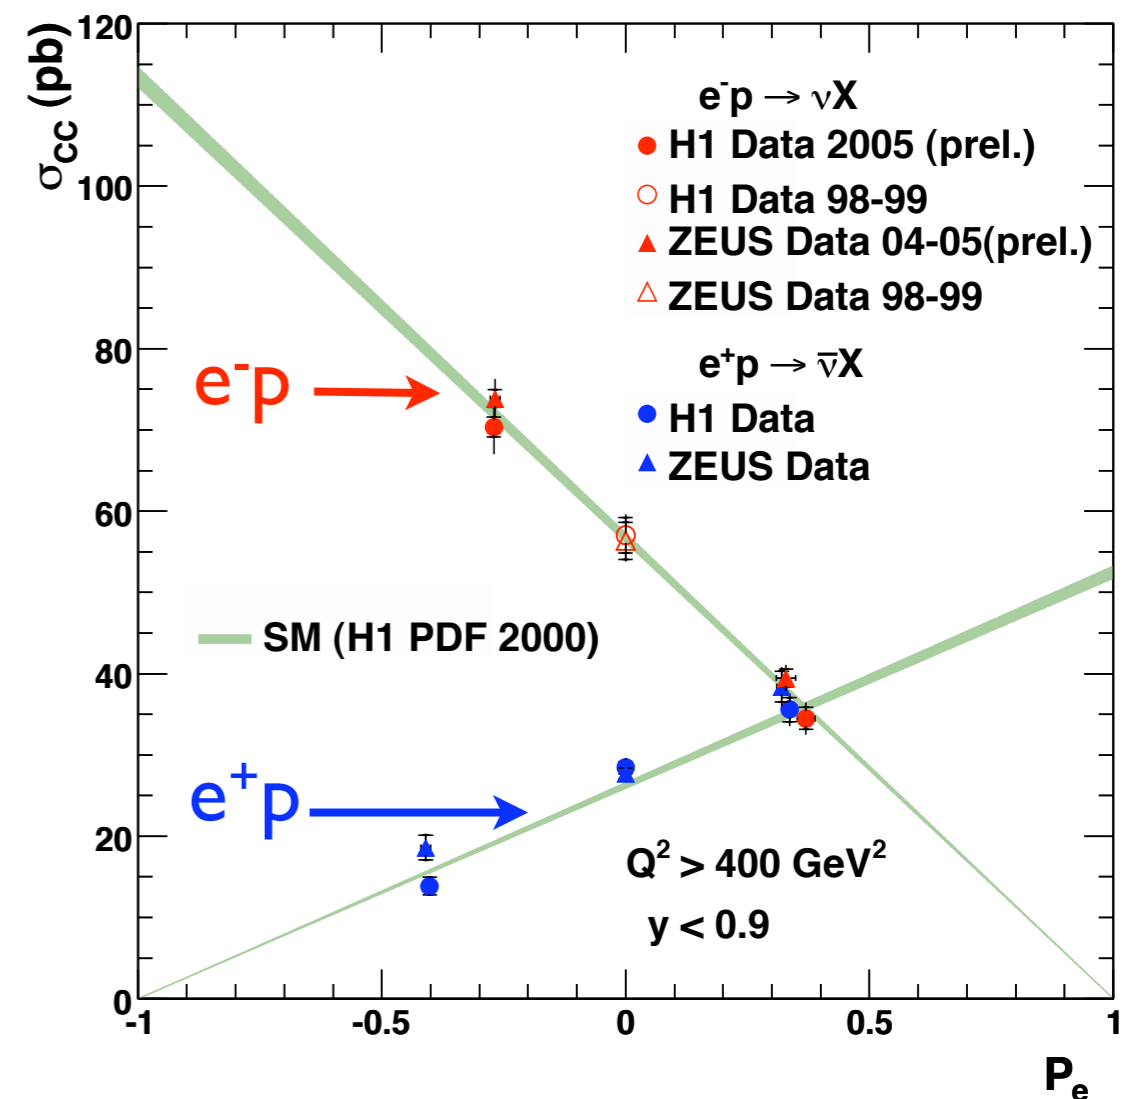 σCC (pb)
120
100
80
60
40
20
0
e⁻p → νX
H1 Data 2005 (prel.)
H1 Data 98-99
ZEUS Data 04-05(prel.)
ZEUS Data 98-99
e⁺p → ν̅X
H1 Data
ZEUS Data
e⁻p
SM (H1 PDF 2000)
e⁺p
Q² > 400 GeV²
y < 0.9
-1 -0.5 0 0.5 1
Pₑ